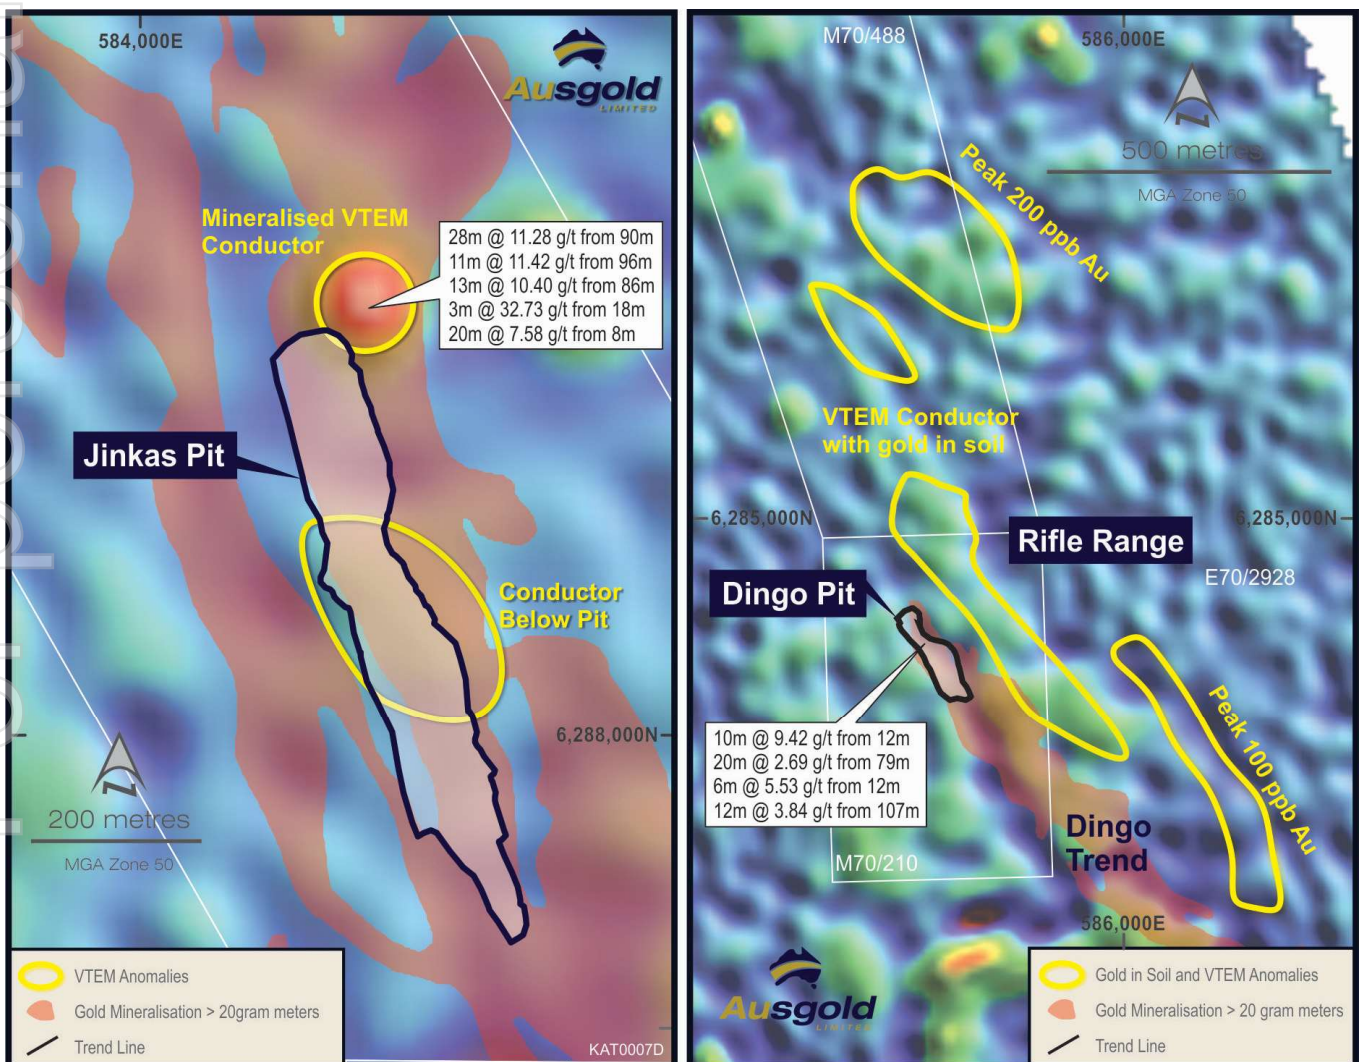 584,000E
Ausgold
LIMITED
Mineralised VTEM
Conductor
28m @ 11.28 g/t from 90m
11m @ 11.42 g/t from 96m
13m @ 10.40 g/t from 86m
3m @ 32.73 g/t from 18m
20m @ 7.58 g/t from 8m
Jinkas Pit
Conductor
Below Pit
6,288,000N
200 metres
MGA Zone 50
VTEM Anomalies
Gold Mineralisation > 20gram meters
Trend Line
KAT0007D
M70/488
586,000E
500 metres
MGA Zone 50
Peak 200 ppb Au
VTEM Conductor
with gold in soil
6,285,000N
6,285,000N
Rifle Range
E70/2928
Dingo Pit
10m @ 9.42 g/t from 12m
20m @ 2.69 g/t from 79m
6m @ 5.53 g/t from 12m
12m @ 3.84 g/t from 107m
Peak 100 ppb Au
Dingo
Trend
M70/210
586,000E
Ausgold
LIMITED
Gold in Soil and VTEM Anomalies
Gold Mineralisation > 20 gram meters
Trend Line